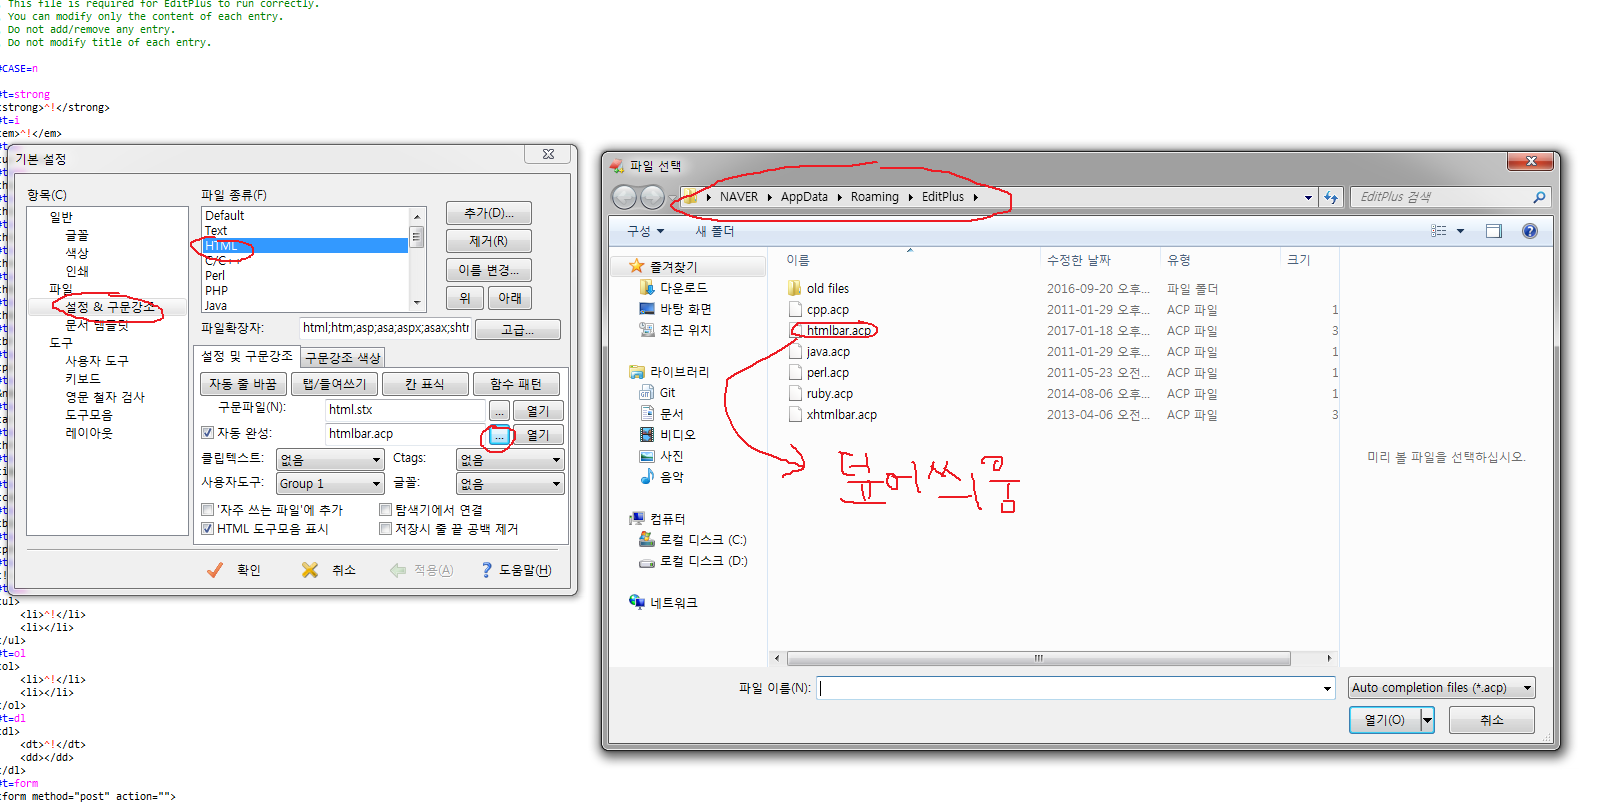 This file is required for EditPlus to run correctly.
You can modify only the content of each entry.
Do not add/remove any entry.
Do not modify title of each entry.
#CASE=n
#t=strong
<strong>^!</strong>
#t=i
<em>^!</em>
기본 설정
항목(C)
일반
글꼴
색상
인쇄
파일
설정 & 구문강조
문서 템플릿
도구
사용자 도구
키보드
영문 철자 검사
도구모음
레이아웃
파일 종류(F)
Default
Text
HTML
C/C++
Perl
PHP
Java
추가(D)...
제거(R)
이름 변경...
위
아래
파일확장자:
html;htm;asp;asa;aspx;asax;sht
고급...
설정 및 구문강조
구문강조 색상
자동 줄 바꿈
탭/들여쓰기
칸 표식
함수 패턴
구문파일(N):
html.stx
...
열기
자동 완성:
htmlbar.acp
...
열기
클립텍스트:
없음
Ctags:
없음
사용자도구:
Group 1
글꼴:
없음
'자주 쓰는 파일'에 추가
탐색기에서 연결
HTML 도구모음 표시
저장시 줄 끝 공백 제거
확인
취소
적용(A)
도움말(H)
<li>^!</li>
<li></li>
</ul>
#t=ol
<ol>
<li>^!</li>
<li></li>
</ol>
#t=dl
<dl>
<dt>^!</dt>
<dd></dd>
</dl>
#t=form
<form method="post" action="">
파일 선택
NAVER
AppData
Roaming
EditPlus
EditPlus 검색
구성
새 폴더
즐겨찾기
다운로드
바탕 화면
최근 위치
라이브러리
Git
문서
비디오
사진
음악
컴퓨터
로컬 디스크 (C:)
로컬 디스크 (D:)
네트워크
이름
수정한 날짜
유형
크기
old files
2016-09-20 오후...
파일 폴더
cpp.acp
2011-01-29 오후...
ACP 파일
1
htmlbar.acp
2017-01-18 오후...
ACP 파일
3
java.acp
2011-01-29 오후...
ACP 파일
1
perl.acp
2011-05-23 오전...
ACP 파일
1
ruby.acp
2014-08-06 오후...
ACP 파일
1
xhtmlbar.acp
2013-04-06 오전...
ACP 파일
3
덮어씌움
미리 볼 파일을 선택하십시오.
파일 이름(N):
Auto completion files (*.acp)
열기(O)
취소